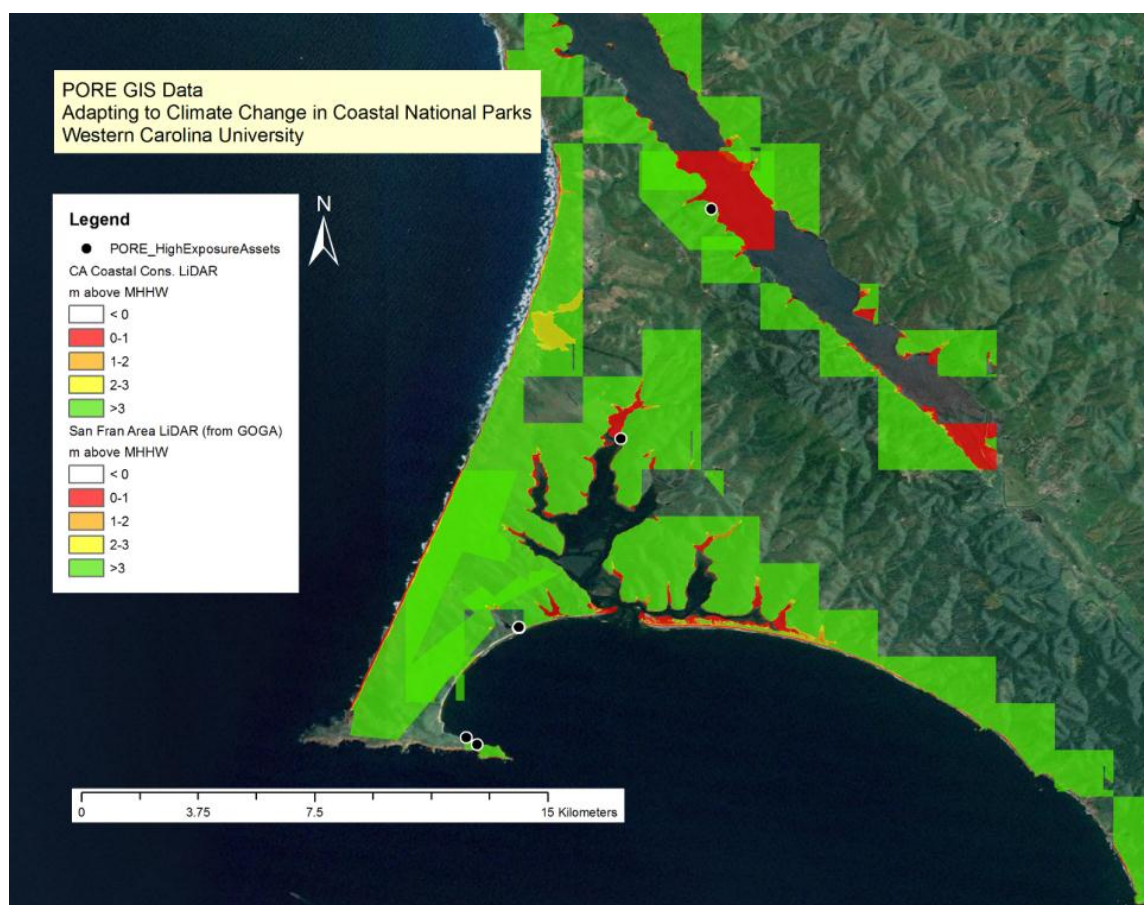 PORE GIS Data
Adapting to Climate Change in Coastal National Parks
Western Carolina University
Legend
PORE_HighExposureAssets
CA Coastal Cons. LiDAR
m above MHHW
< 0
0-1
1-2
2-3
>3
San Fran Area LiDAR (from GOGA)
m above MHHW
< 0
0-1
1-2
2-3
>3
N
0 3.75 7.5 15 Kilometers